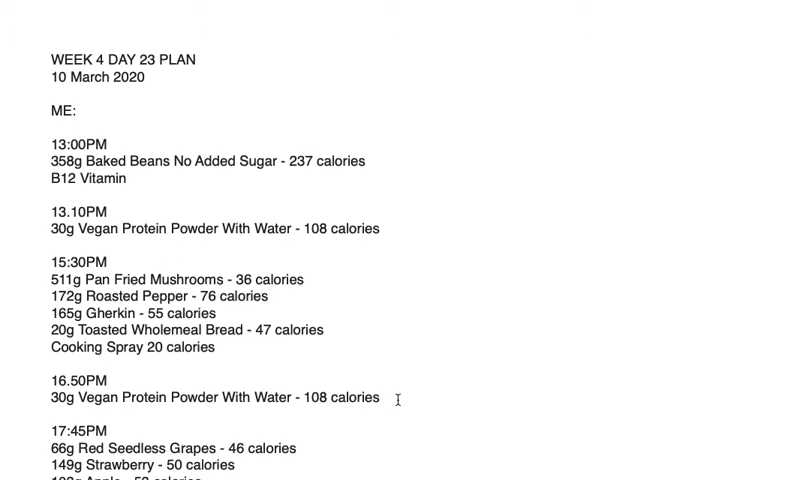 WEEK 4 DAY 23 PLAN
10 March 2020
ME:
13:00PM
358g Baked Beans No Added Sugar - 237 calories
B12 Vitamin
13.10PM
30g Vegan Protein Powder With Water - 108 calories
15:30PM
511g Pan Fried Mushrooms - 36 calories
172g Roasted Pepper - 76 calories
165g Gherkin - 55 calories
20g Toasted Wholemeal Bread - 47 calories
Cooking Spray 20 calories
16.50PM
30g Vegan Protein Powder With Water - 108 calories
17:45PM
66g Red Seedless Grapes - 46 calories
149g Strawberry - 50 calories
Apple - calories